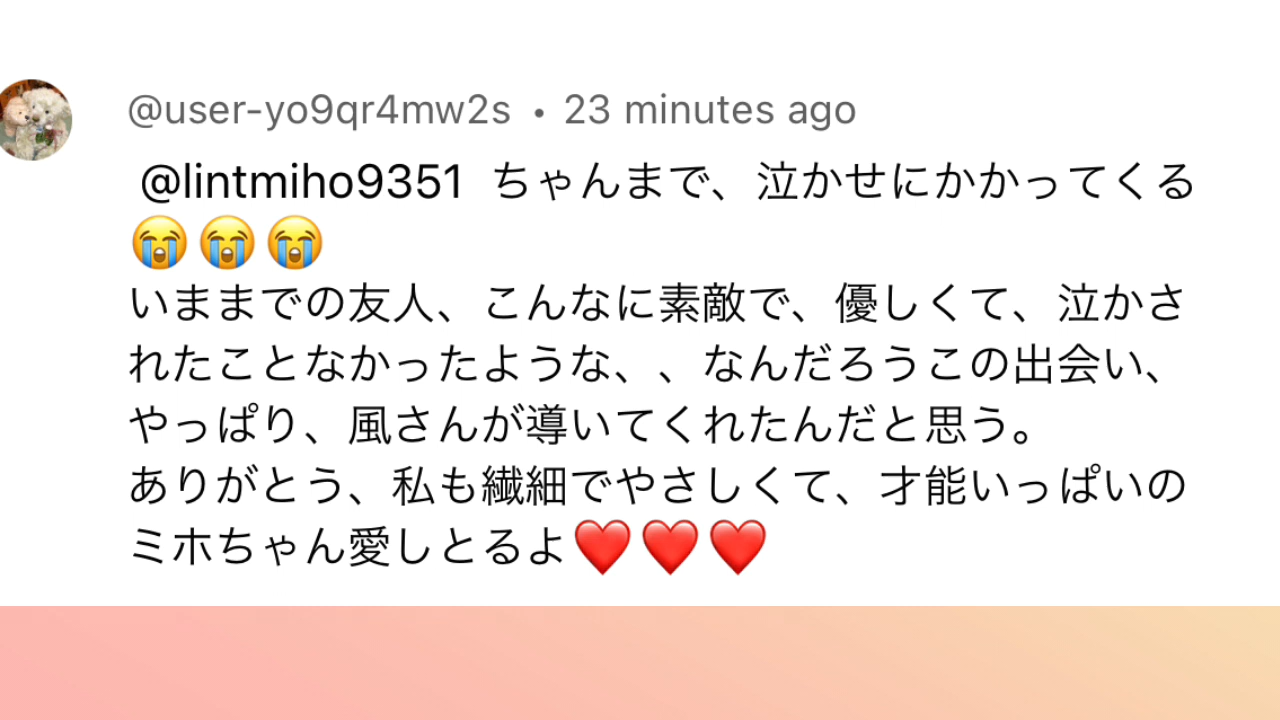 @user-yo9qr4mw2s • 23 minutes ago
@lintmiho9351 ちゃんまで、泣かせにかかってくる
😭😭😭
いままでの友人、こんなに素敵で、優しくて、泣かさ
れたことなかったような、、なんだろうこの出会い、
やっぱり、風さんが導いてくれたんだと思う。
ありがとう、私も繊細でやさしくて、才能いっぱいの
ミホちゃん愛しとるよ❤️❤️❤️